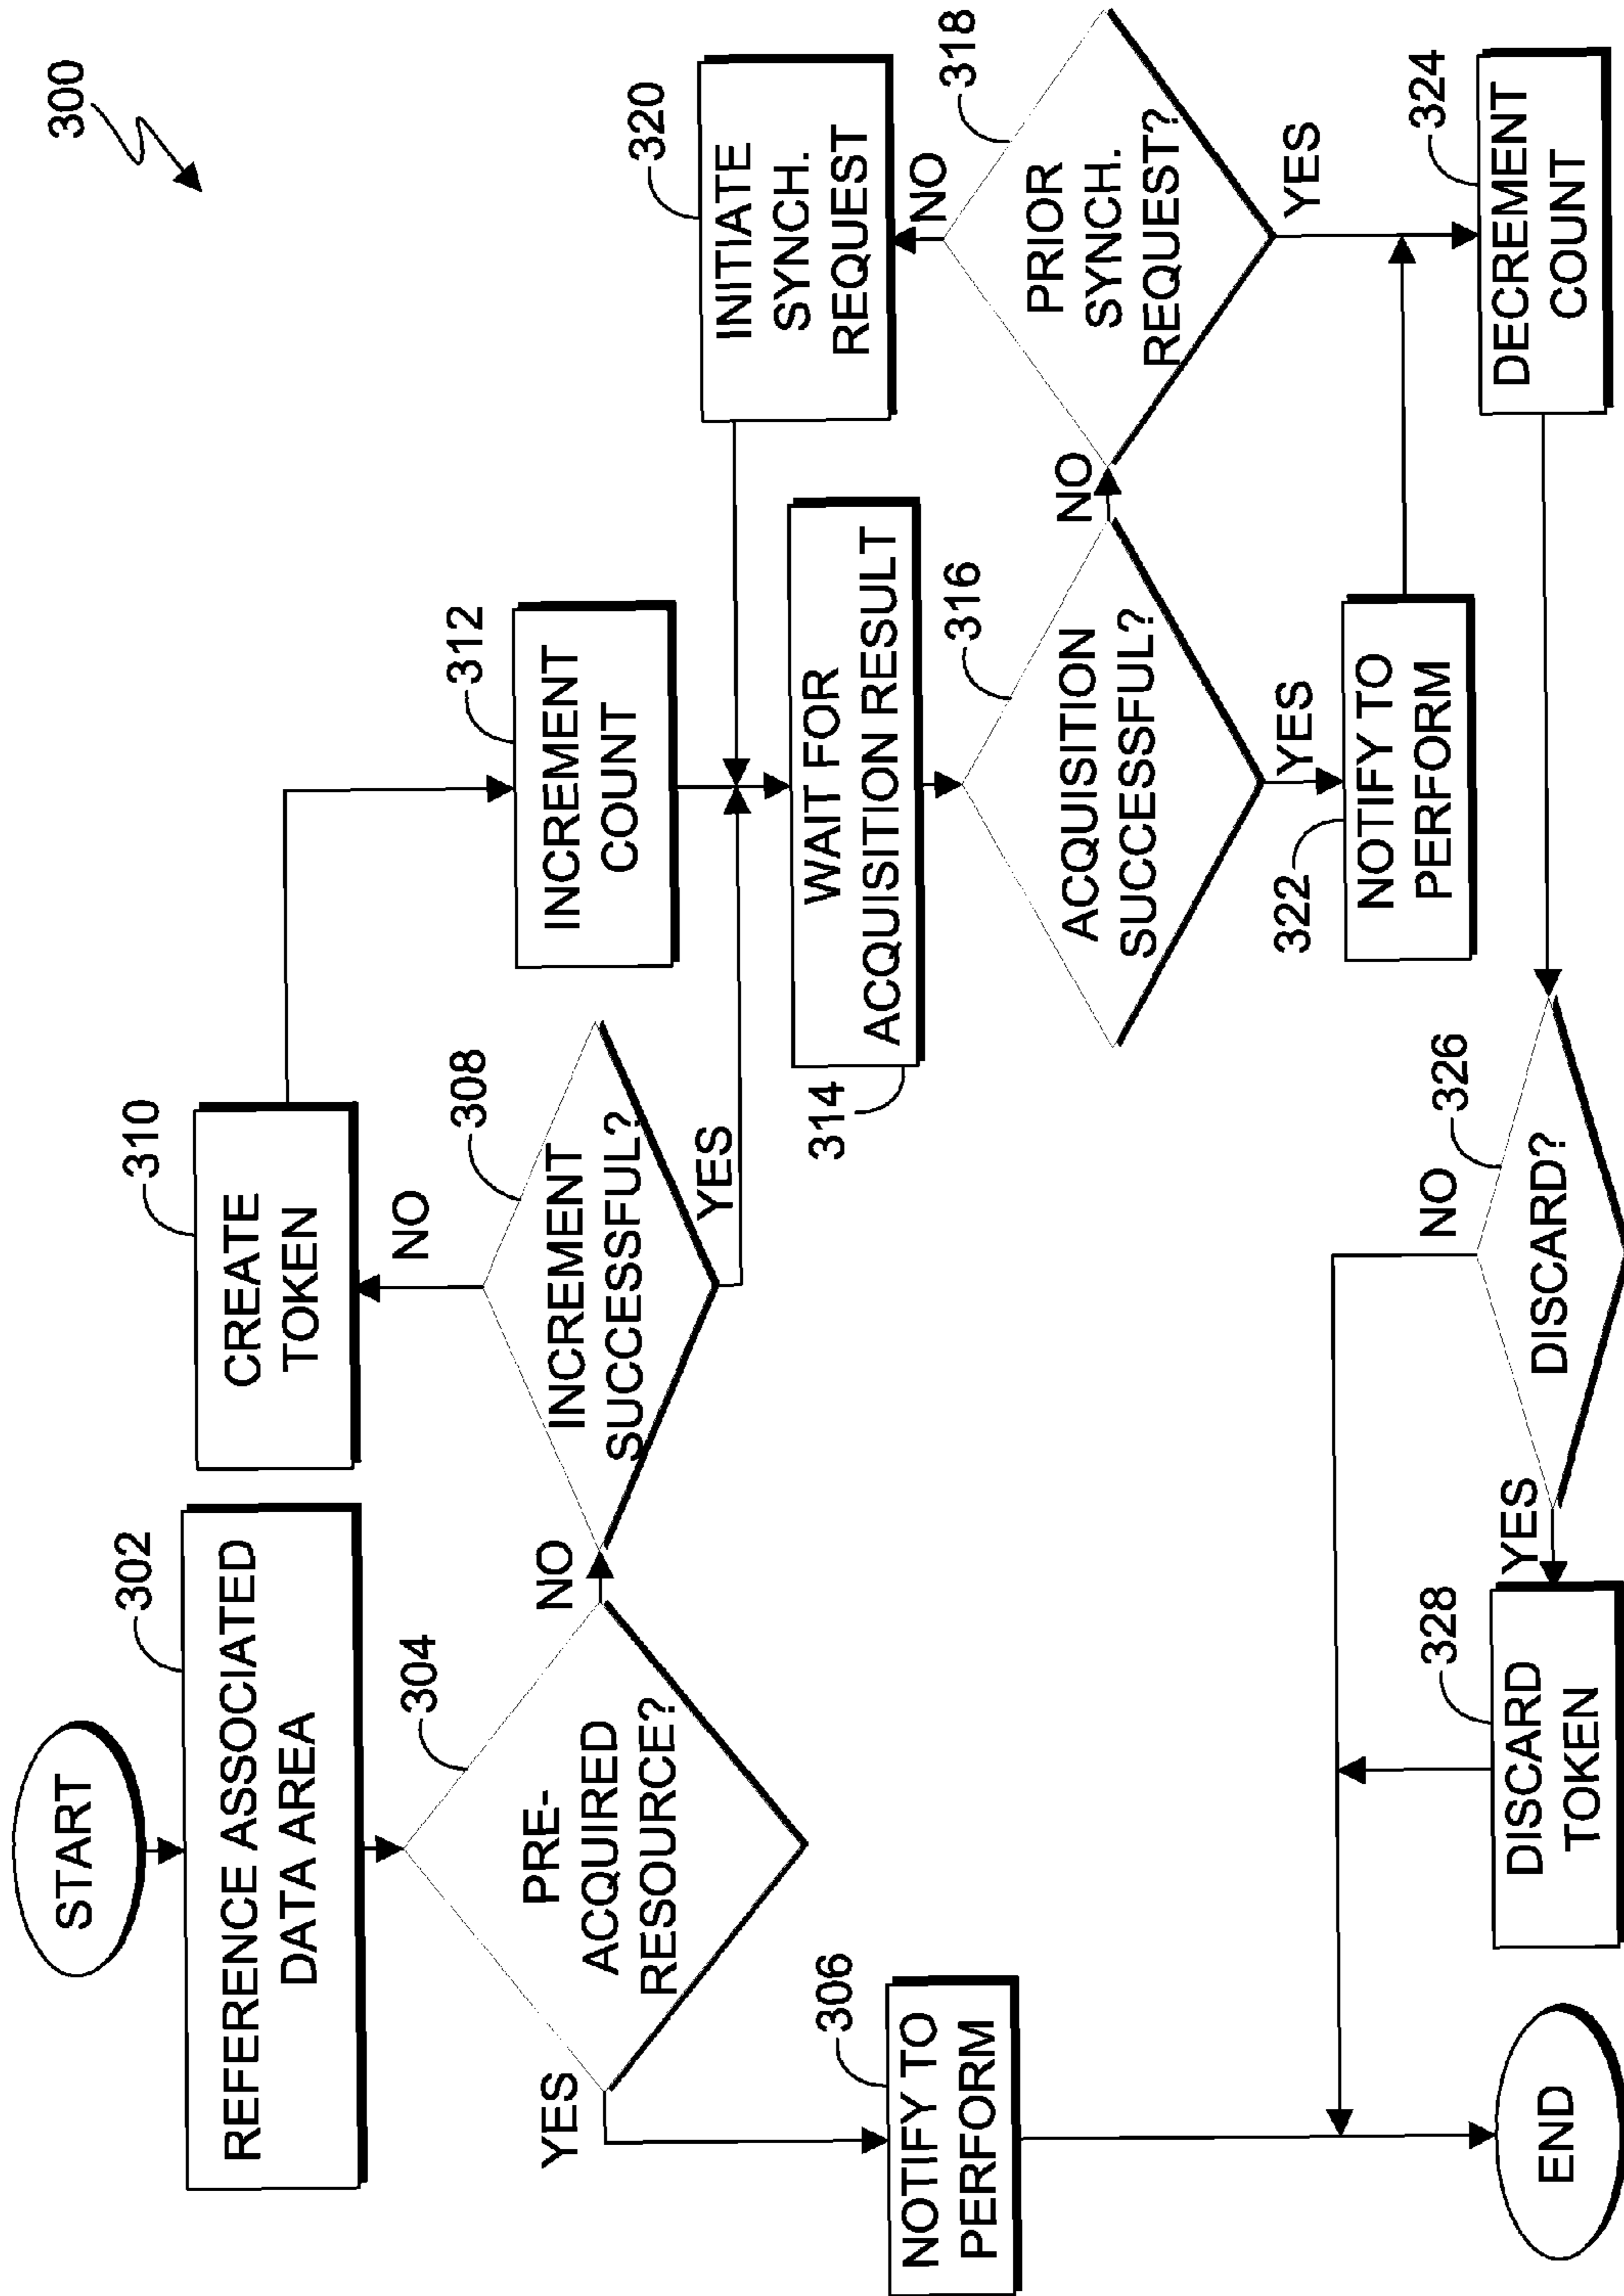 300
START
302
REFERENCE ASSOCIATED
DATA AREA
304
PRE-
ACQUIRED
RESOURCE?
YES
NO
306
NOTIFY TO
PERFORM
308
INCREMENT
SUCCESSFUL?
NO
YES
310
CREATE
TOKEN
312
INCREMENT
COUNT
314
WAIT FOR
ACQUISITION RESULT
316
ACQUISITION
SUCCESSFUL?
NO
YES
318
PRIOR
SYNCH.
REQUEST?
NO
YES
320
INITIATE
SYNCH.
REQUEST
322
NOTIFY TO
PERFORM
324
DECREMENT
COUNT
326
DISCARD?
NO
YES
328
DISCARD
TOKEN
END